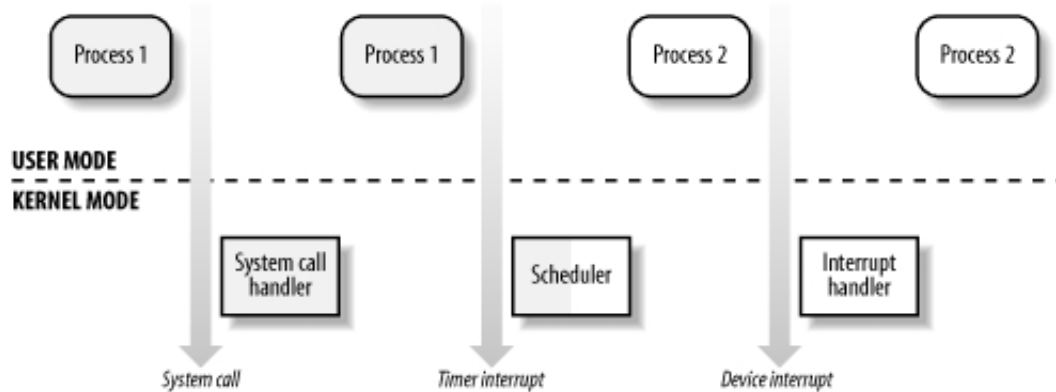 Process 1
Process 1
Process 2
Process 2
USER MODE
KERNEL MODE
System call
handler
Scheduler
Interrupt
handler
System call
Timer interrupt
Device interrupt